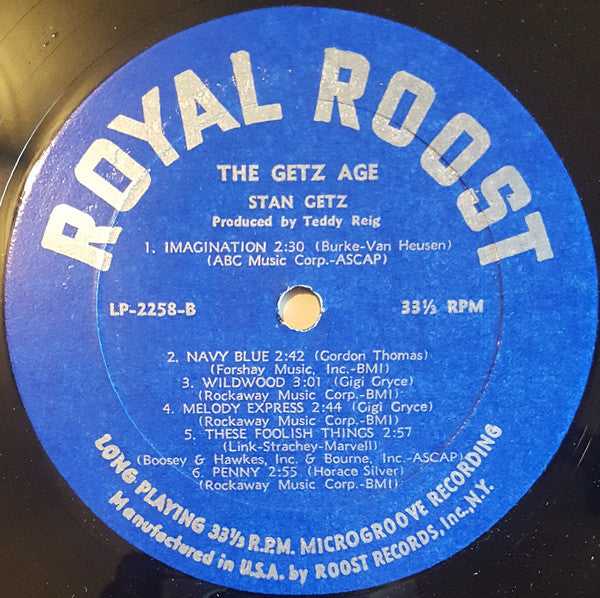 ROYAL ROOST
THE GETZ AGE
STAN GETZ
Produced by Teddy Reig
1. IMAGINATION 2:30 (Burke-Van Heusen)
(ABC Music Corp.-ASCAP)
LP-2258-B
33⅓ RPM
2. NAVY BLUE 2:42 (Gordon Thomas)
(Forshay Music, Inc.-BMI)
3. WILDWOOD 3:01 (Gigi Gryce)
(Rockaway Music Corp.-BMI)
4. MELODY EXPRESS 2:44 (Gigi Gryce)
(Rockaway Music Corp.-BMI)
5. THESE FOOLISH THINGS 2:57
(Link-Strachey-Marvell)
(Boosey & Hawkes, Inc. & Bourne, Inc.-ASCAP)
6. PENNY 2:55 (Horace Silver)
(Rockaway Music Corp.-BMI)
LONG PLAYING 33⅓ R.P.M. MICROGROOVE RECORDING
Manufactured in U.S.A. by ROOST RECORDS, Inc., N.Y.